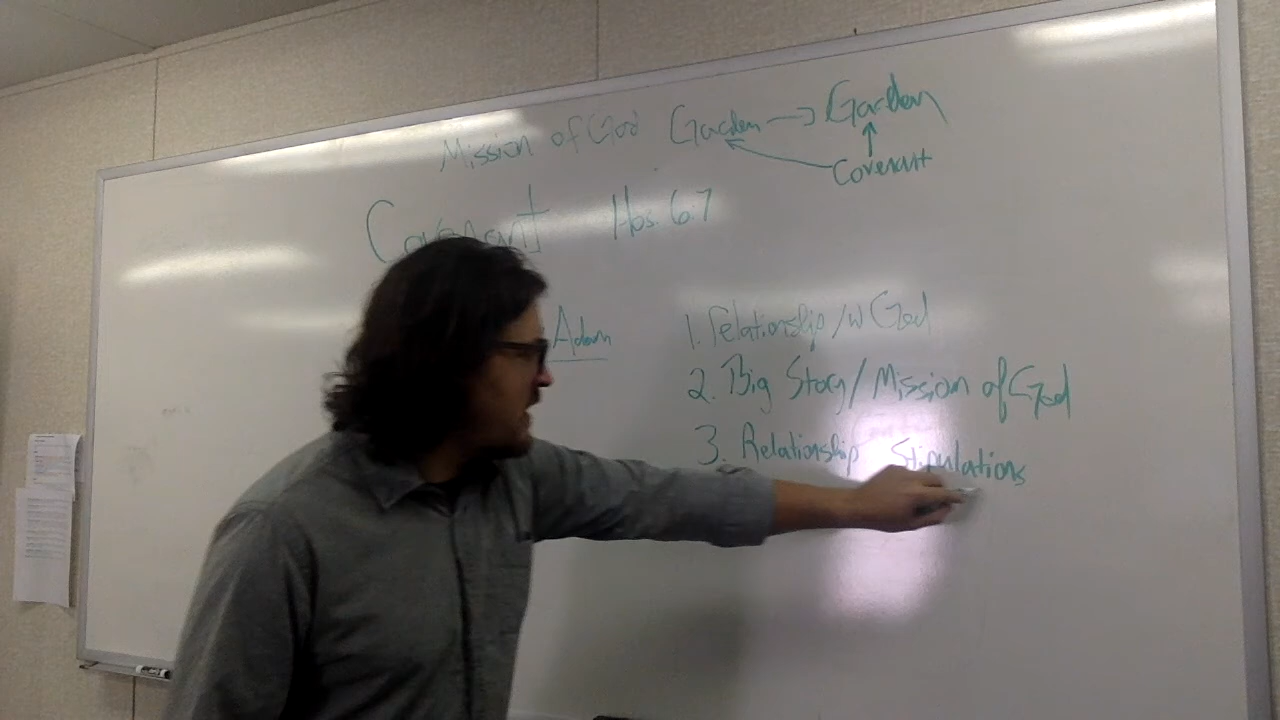 Mission of God Garden → Garden
Covenant
Covenant Hos. 6:7
Adam
1. relationship /w God
2. Big Story / Mission of God
3. Relationship Stipulations